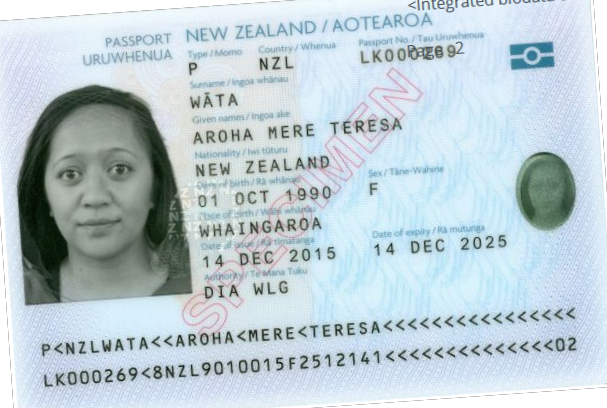 <Integrated biodata
Page 2
PASSPORT
URUWHENUA
NEW ZEALAND / AOTEAROA
Type / Momo Country / Whenua Passport No. / Tau Uruwhenua
P NZL LK000269
Surname / Ingoa whānau
WĀTA
Given names / Ingoa ake
AROHA MERE TERESA
Nationality / Iwi tūturu
NEW ZEALAND
Date of birth / Rā whānau Sex / Tāne-Wahine
01 OCT 1990 F
Place of birth / Wāhi whānau
WHAINGAROA
Date of issue / Rā timatanga Date of expiry / Rā mutunga
14 DEC 2015 14 DEC 2025
Authority / Te Mana Tuku
DIA WLG
SPECIMEN
P<NZLWATA<<AROHA<MERE<TERESA<<<<<<<<<<<<<<<<
LK000269<8NZL9010015F2512141<<<<<<<<<<<<<<02